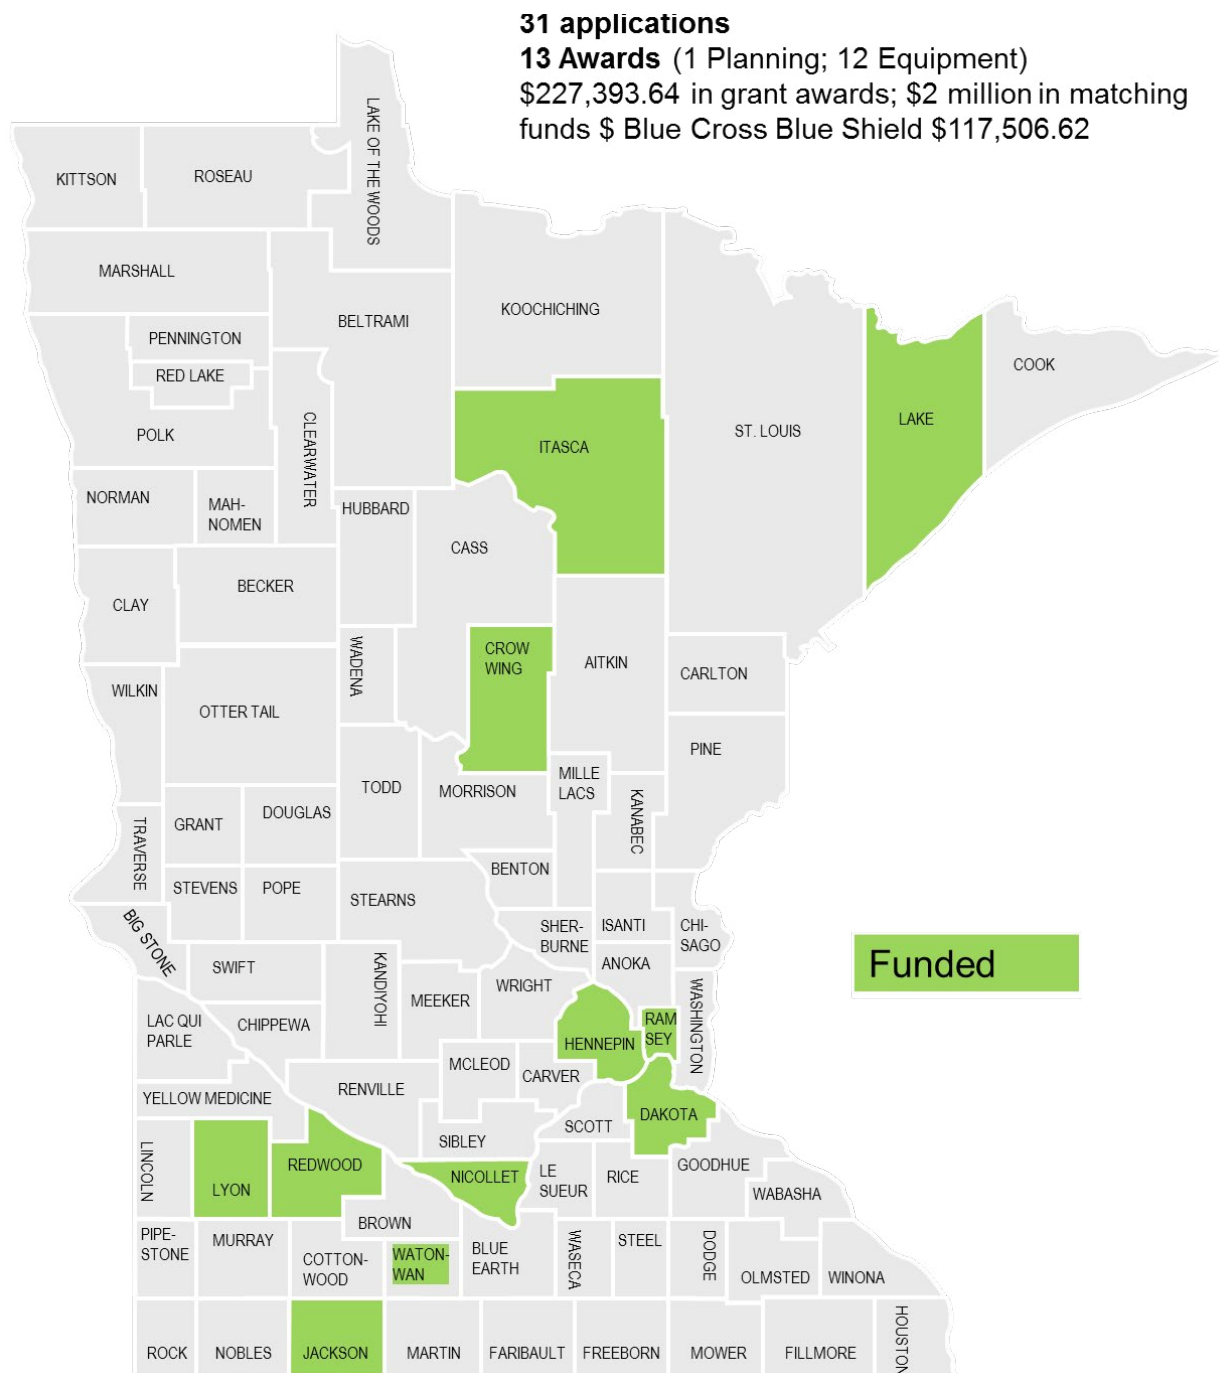 31 applications
13 Awards (1 Planning; 12 Equipment)
$227,393.64 in grant awards; $2 million in matching
funds $ Blue Cross Blue Shield $117,506.62
LAKE OF THE WOODS
KITTSON
ROSEAU
MARSHALL
KOOCHICHING
BELTRAMI
PENNINGTON
COOK
RED LAKE
LAKE
ST. LOUIS
POLK
ITASCA
CLEARWATER
NORMAN
MAH-
NOMEN
HUBBARD
CASS
BECKER
CLAY
CROW
WING
WADENA
AITKIN
CARLTON
WILKIN
OTTER TAIL
PINE
MILLE
LACS
TODD
MORRISON
KANABEC
DOUGLAS
GRANT
TRAVERSE
BENTON
STEVENS
POPE
STEARNS
BIG STONE
SHER-
BURNE
ISANTI
CHI-
SAGO
ANOKA
Funded
SWIFT
KANDIYOHI
MEEKER
WRIGHT
WASHINGTON
LAC QUI
PARLE
CHIPPEWA
RAM
SEY
HENNEPIN
MCLEOD
CARVER
RENVILLE
YELLOW MEDICINE
DAKOTA
SCOTT
SIBLEY
LINCOLN
LYON
REDWOOD
NICOLLET
LE
SUEUR
RICE
GOODHUE
WABASHA
BROWN
PIPE-
STONE
MURRAY
COTTON-
WOOD
WATON-
WAN
BLUE
EARTH
WASECA
STEEL
DODGE
OLMSTED
WINONA
ROCK
NOBLES
JACKSON
MARTIN
FARIBAULT
FREEBORN
MOWER
FILLMORE
HOUSTON